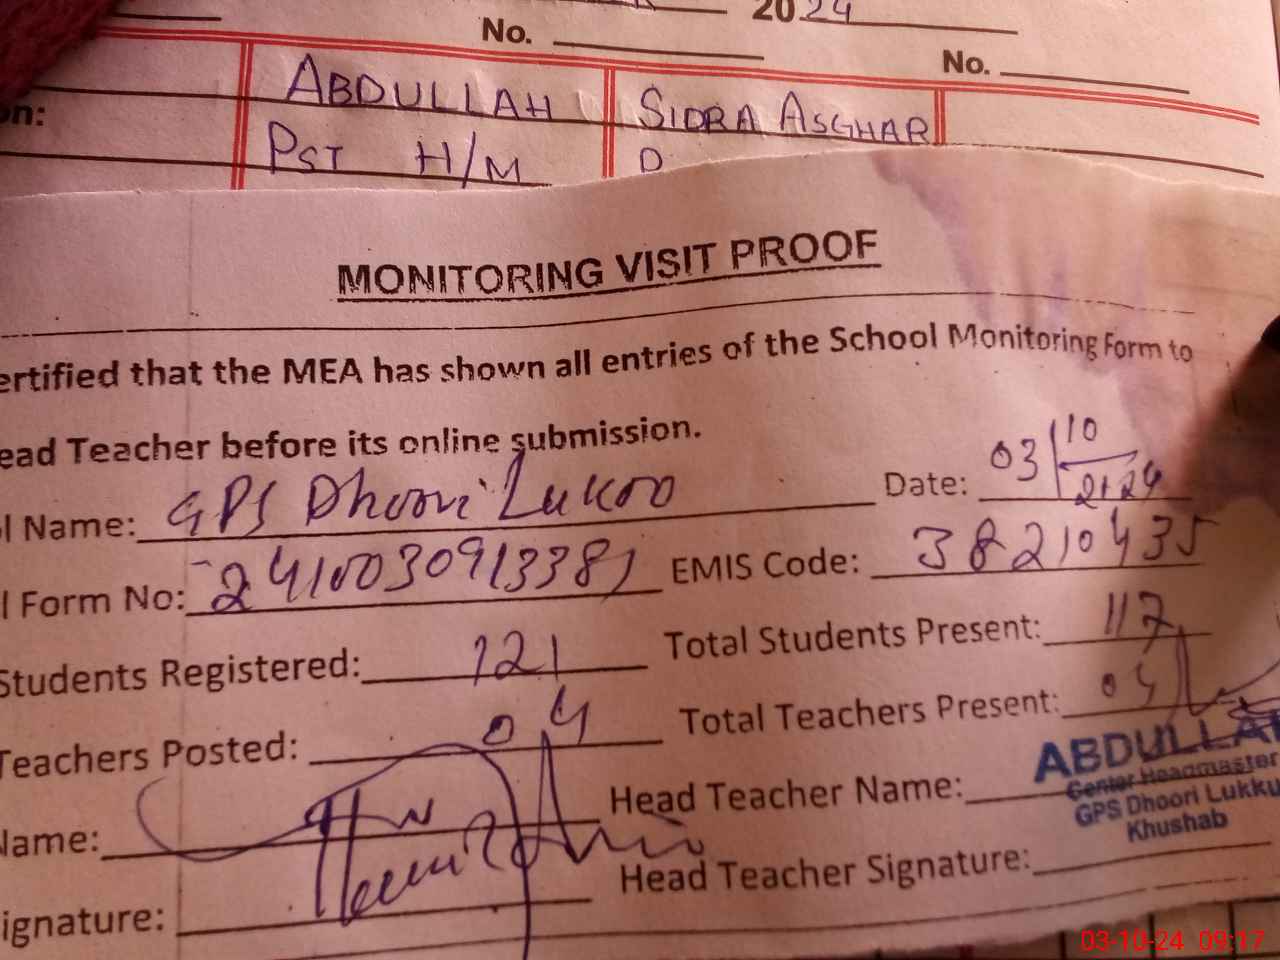 2024
No.
No.
on:
ABDULLAH
SIDRA ASGHAR
PST H/M
MONITORING VISIT PROOF
ertified that the MEA has shown all entries of the School Monitoring Form to
ead Teacher before its online submission.
l Name: GPS Dhoori Lukoo Date: 03/10/2024
l Form No: 2410030913381 EMIS Code: 38210435
Students Registered: 121 Total Students Present: 117
Teachers Posted: 04 Total Teachers Present: 04
Name: Head Teacher Name: ABDULLAH
Center Headmaster
GPS Dhoori Lukku
Khushab
ignature: Head Teacher Signature:
03-10-24 09:17